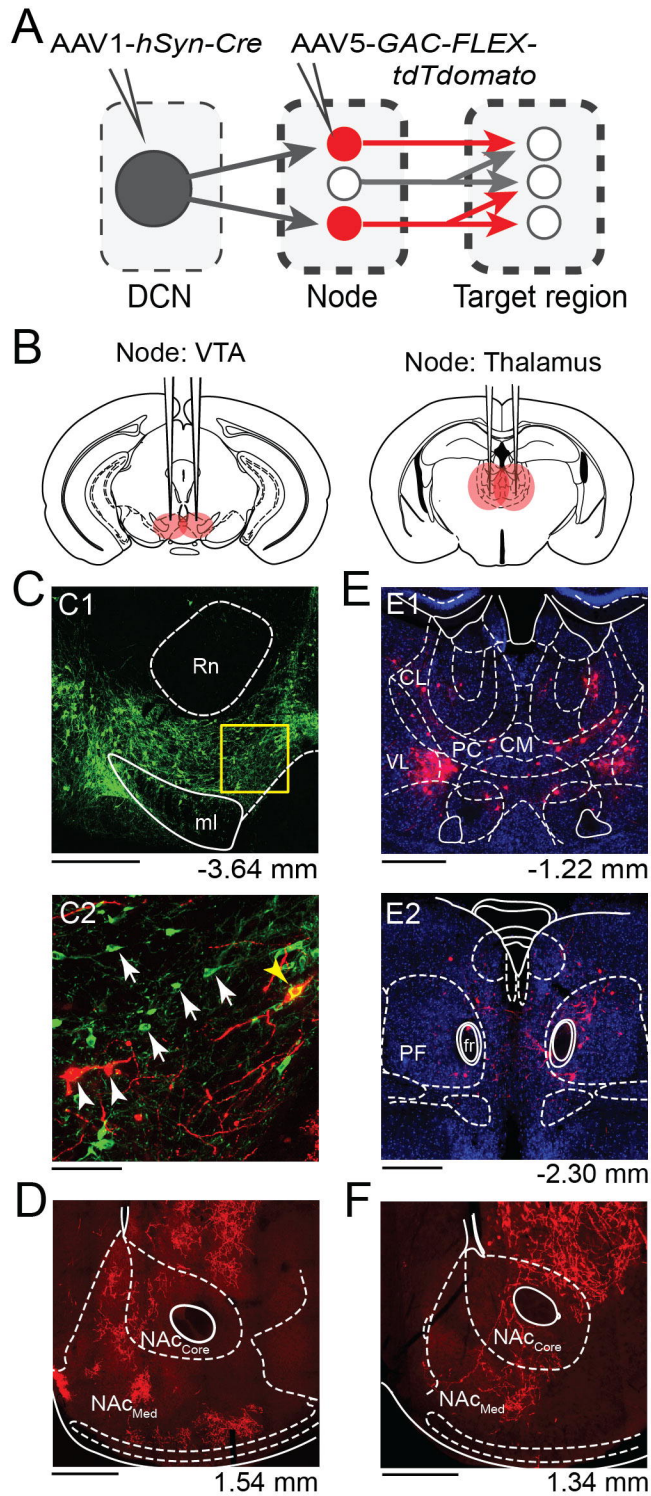 A
AAV1-hSyn-Cre
AAV5-GAC-FLEX-
tdTdomato
DCN
Node
Target region
B
Node: VTA
Node: Thalamus
C
C1
Rn
ml
-3.64 mm
C2
E
E1
CL
PC
CM
VL
-1.22 mm
E2
PF
fr
-2.30 mm
D
NAcCore
NAcMed
1.54 mm
F
NAcCore
NAcMed
1.34 mm